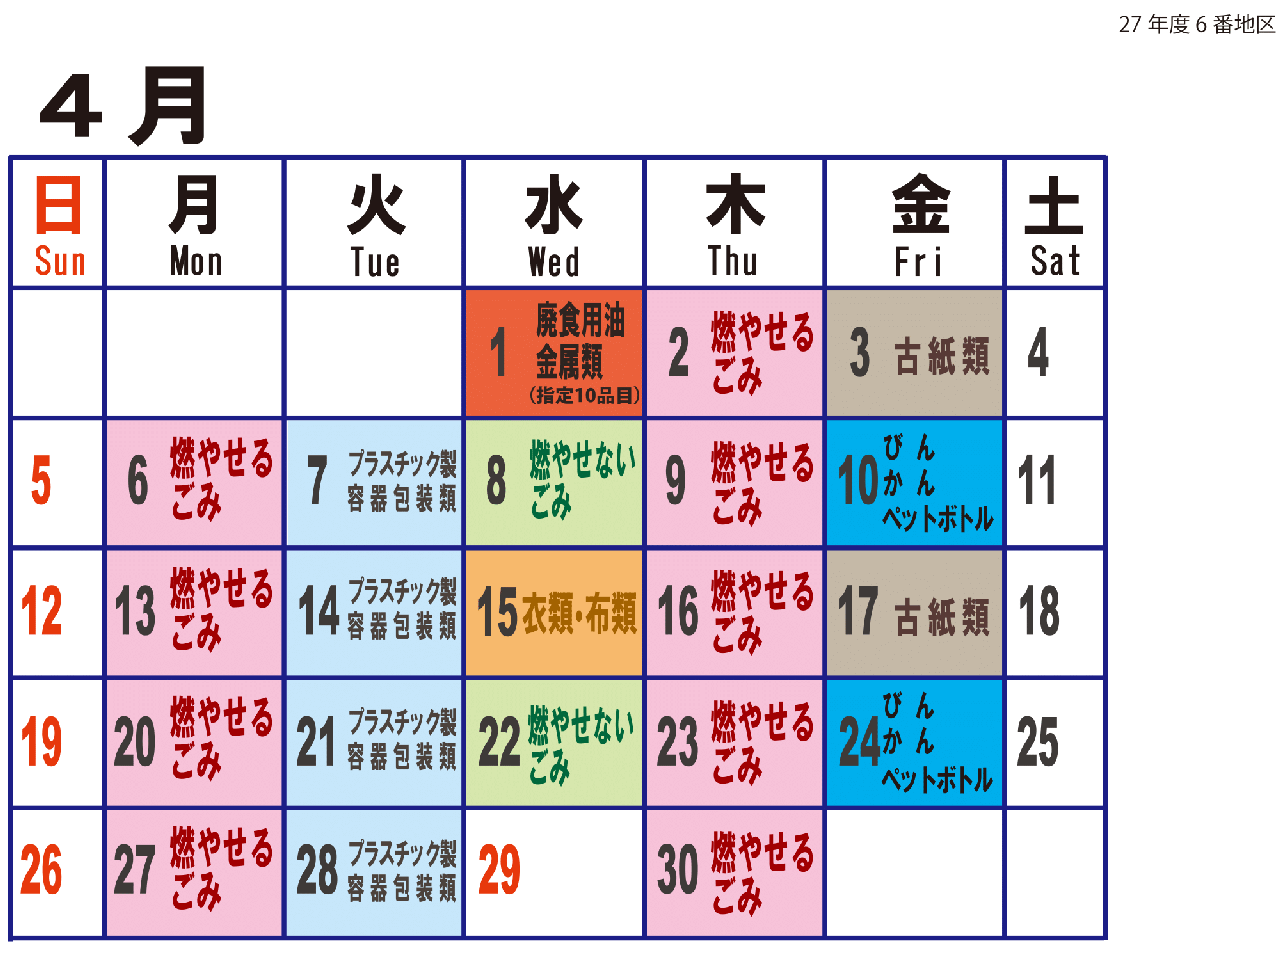 27 年度 6 番地区
4 月
日 月 火 水 木 金 土
Sun Mon Tue Wed Thu Fri Sat
1 廃食用油
金属類
（指定10品目）
2 燃やせる
ごみ
3 古紙類
4
5
6 燃やせる
ごみ
7 プラスチック製
容器包装類
8 燃やせない
ごみ
9 燃やせる
ごみ
10 びん
かん
ペットボトル
11
12
13 燃やせる
ごみ
14 プラスチック製
容器包装類
15 衣類・布類
16 燃やせる
ごみ
17 古紙類
18
19
20 燃やせる
ごみ
21 プラスチック製
容器包装類
22 燃やせない
ごみ
23 燃やせる
ごみ
24 びん
かん
ペットボトル
25
26
27 燃やせる
ごみ
28 プラスチック製
容器包装類
29
30 燃やせる
ごみ